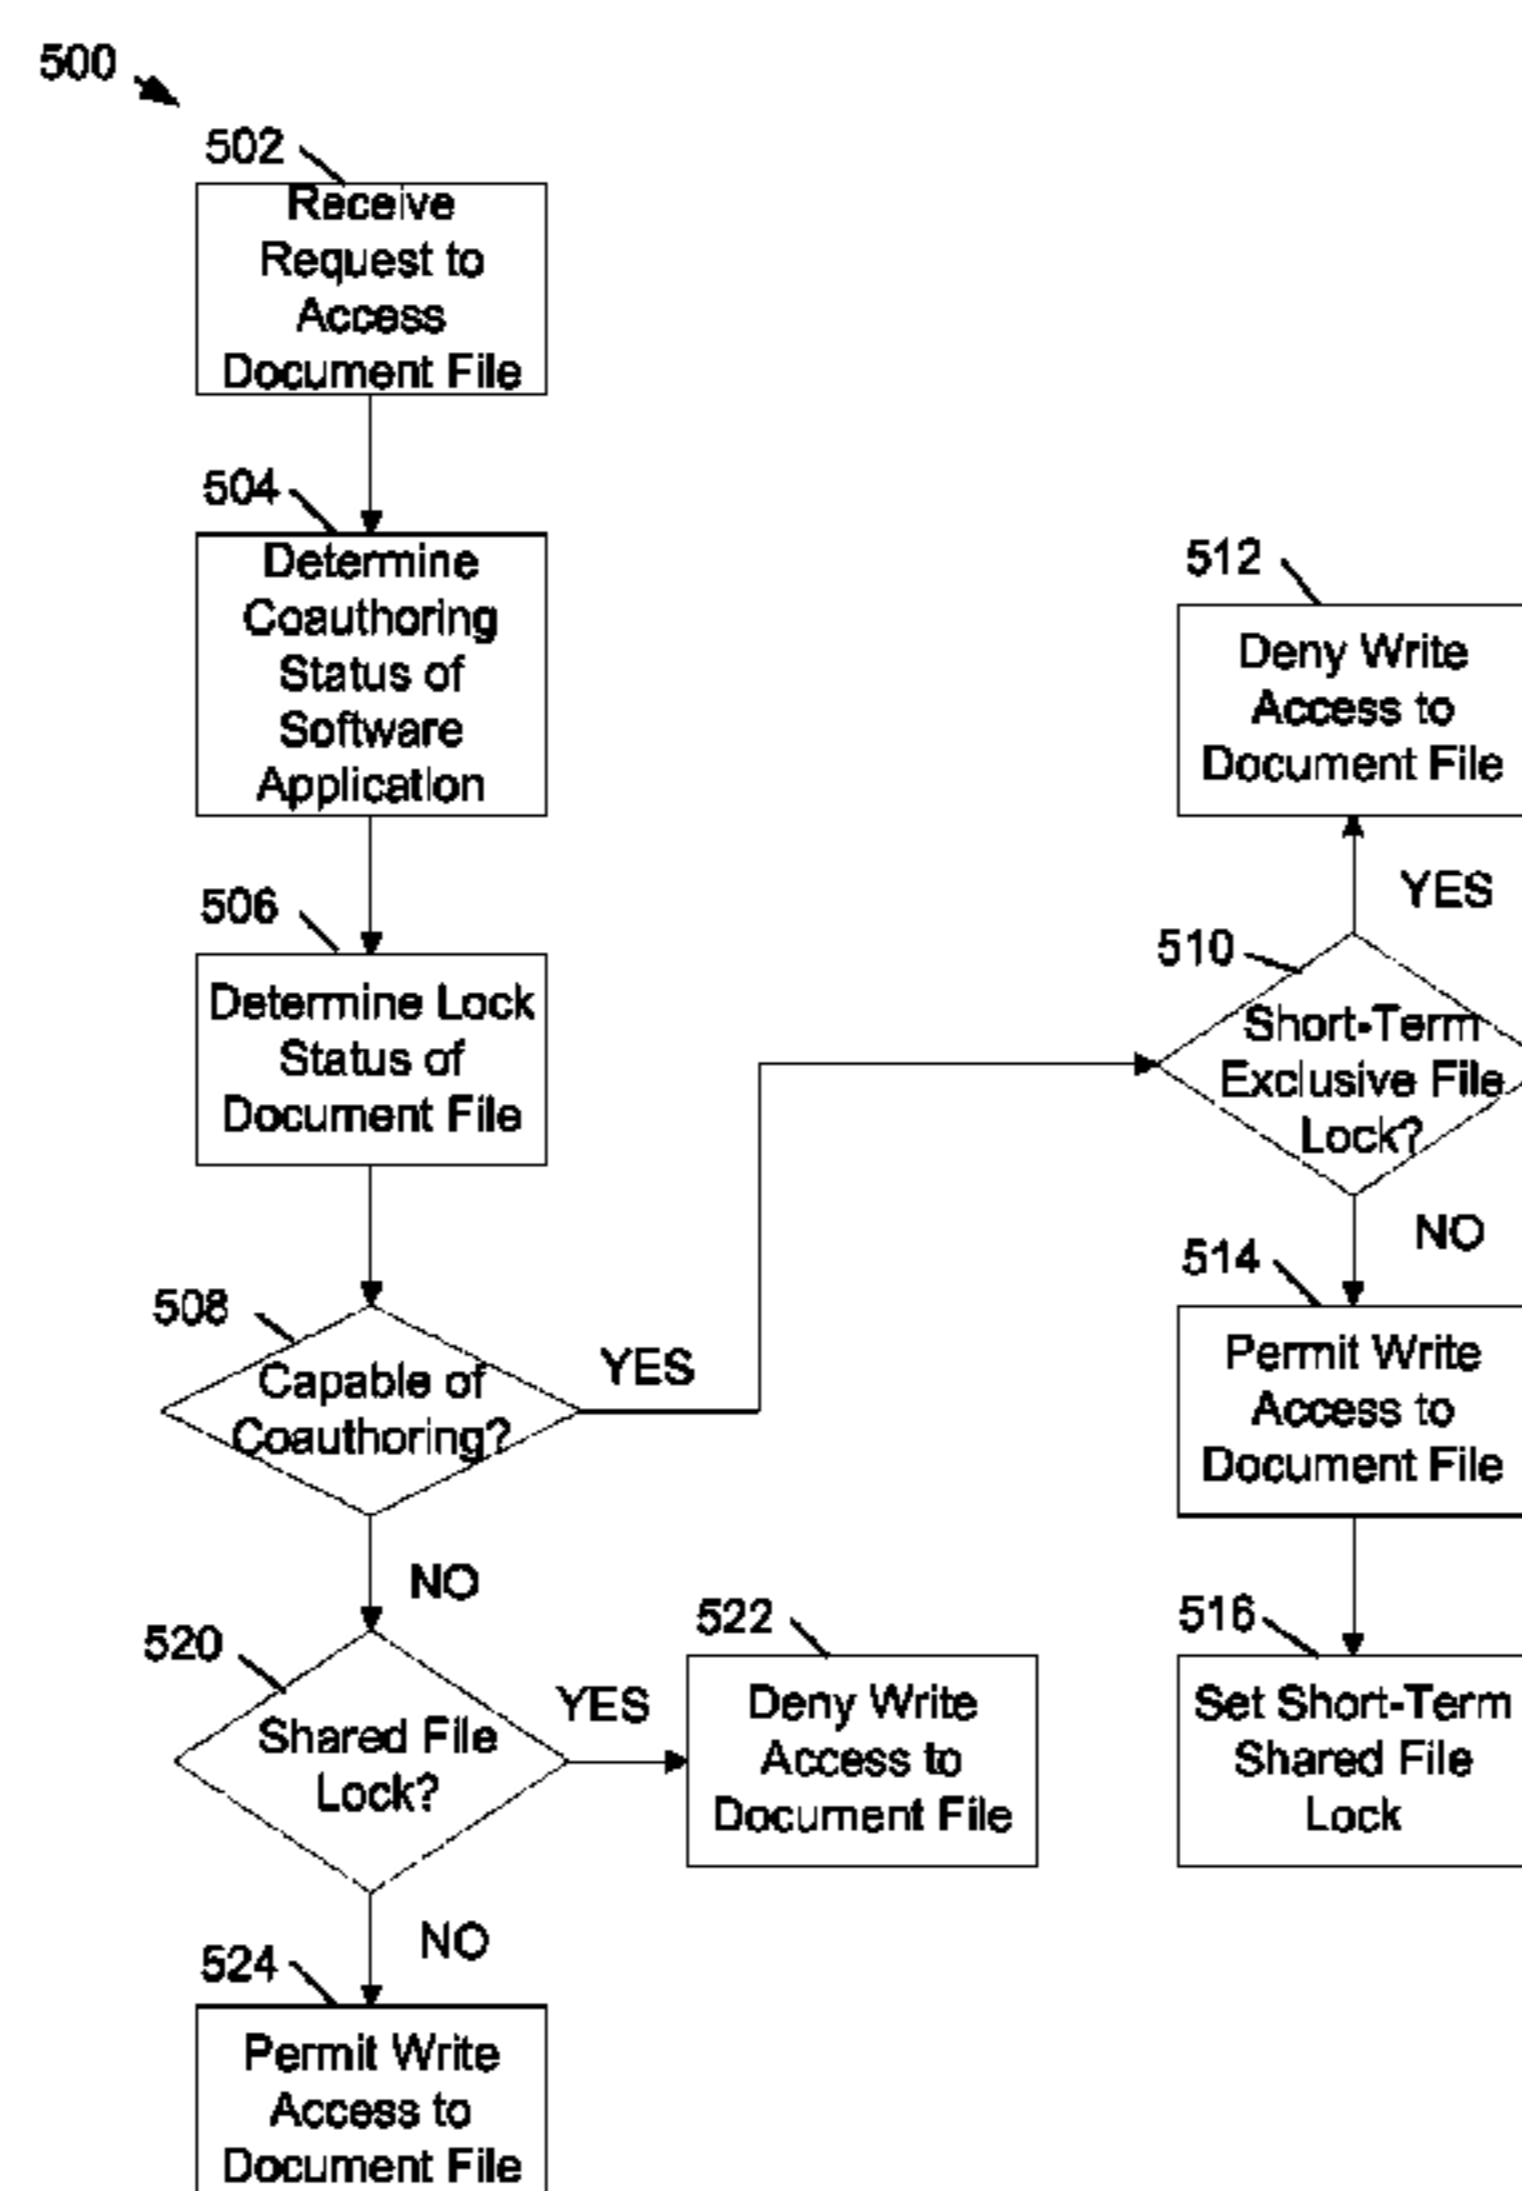 500
502
Receive
Request to
Access
Document File
504
Determine
Coauthoring
Status of
Software
Application
506
Determine Lock
Status of
Document File
508
Capable of
Coauthoring?
YES
NO
510
Short-Term
Exclusive File
Lock?
YES
512
Deny Write
Access to
Document File
NO
514
Permit Write
Access to
Document File
516
Set Short-Term
Shared File
Lock
520
Shared File
Lock?
YES
522
Deny Write
Access to
Document File
NO
524
Permit Write
Access to
Document File